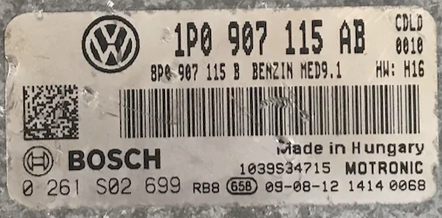 1P0 907 115 AB CDLD 0010
8P0 907 115 B BENZIN MED9.1 HW: H16
Made in Hungary
BOSCH 1039S34715 MOTRONIC
0 261 S02 699 RB8 65B 09-08-12 1414 0068